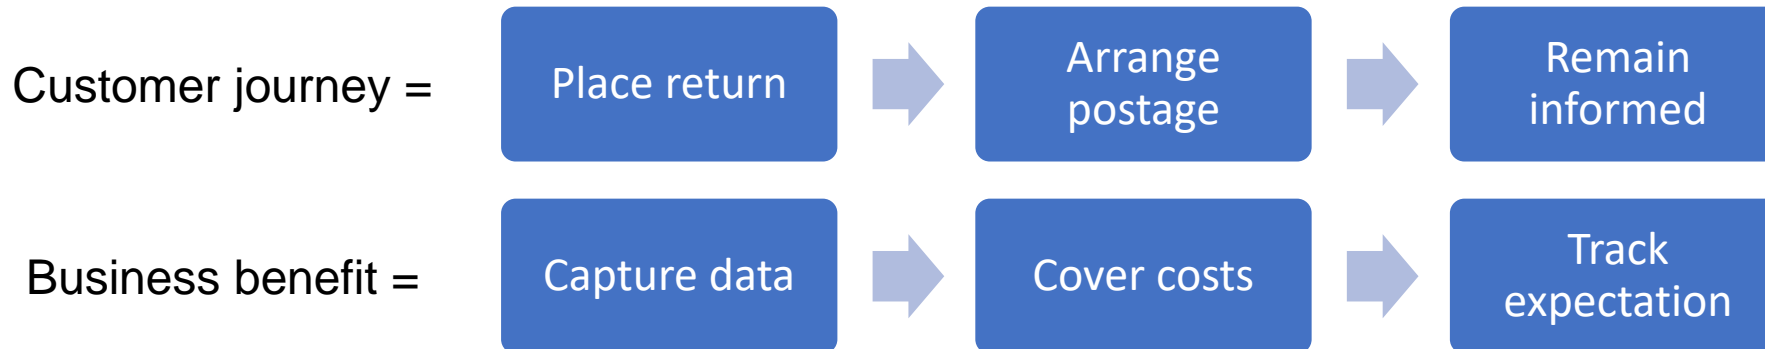 Customer journey =
Place return
Arrange
postage
Remain
informed
Business benefit =
Capture data
Cover costs
Track
expectation